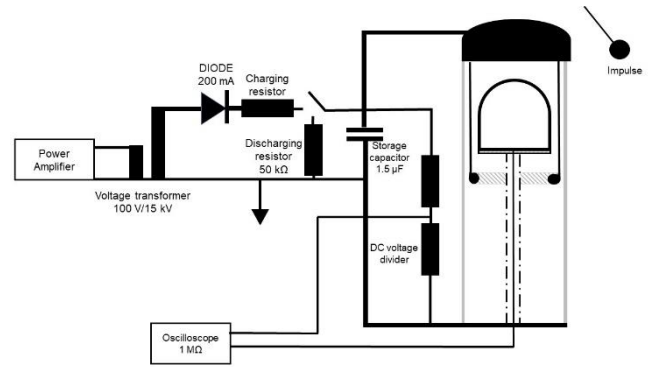 DIODE
200 mA
Charging
resistor
Impulse
Power
Amplifier
Discharging
resistor
50 kΩ
Storage
capacitor
1.5 µF
Voltage transformer
100 V/15 kV
DC voltage
divider
Oscilloscope
1 MΩ